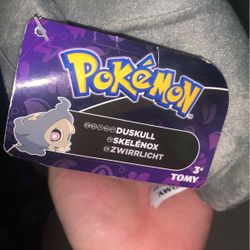 POKÉMON
DUSKULL
SKELÉNOX
ZWIRRLICHT
3+
TOMY